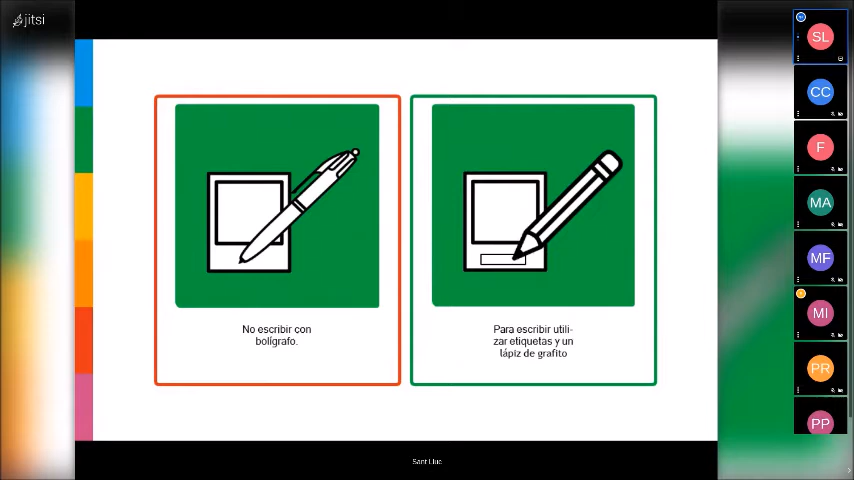 jitsi
No escribir con
bolígrafo.
Para escribir utili-
zar etiquetas y un
lápiz de grafito
Sant Lluc
SL
CC
F
MA
MF
MI
PR
PP